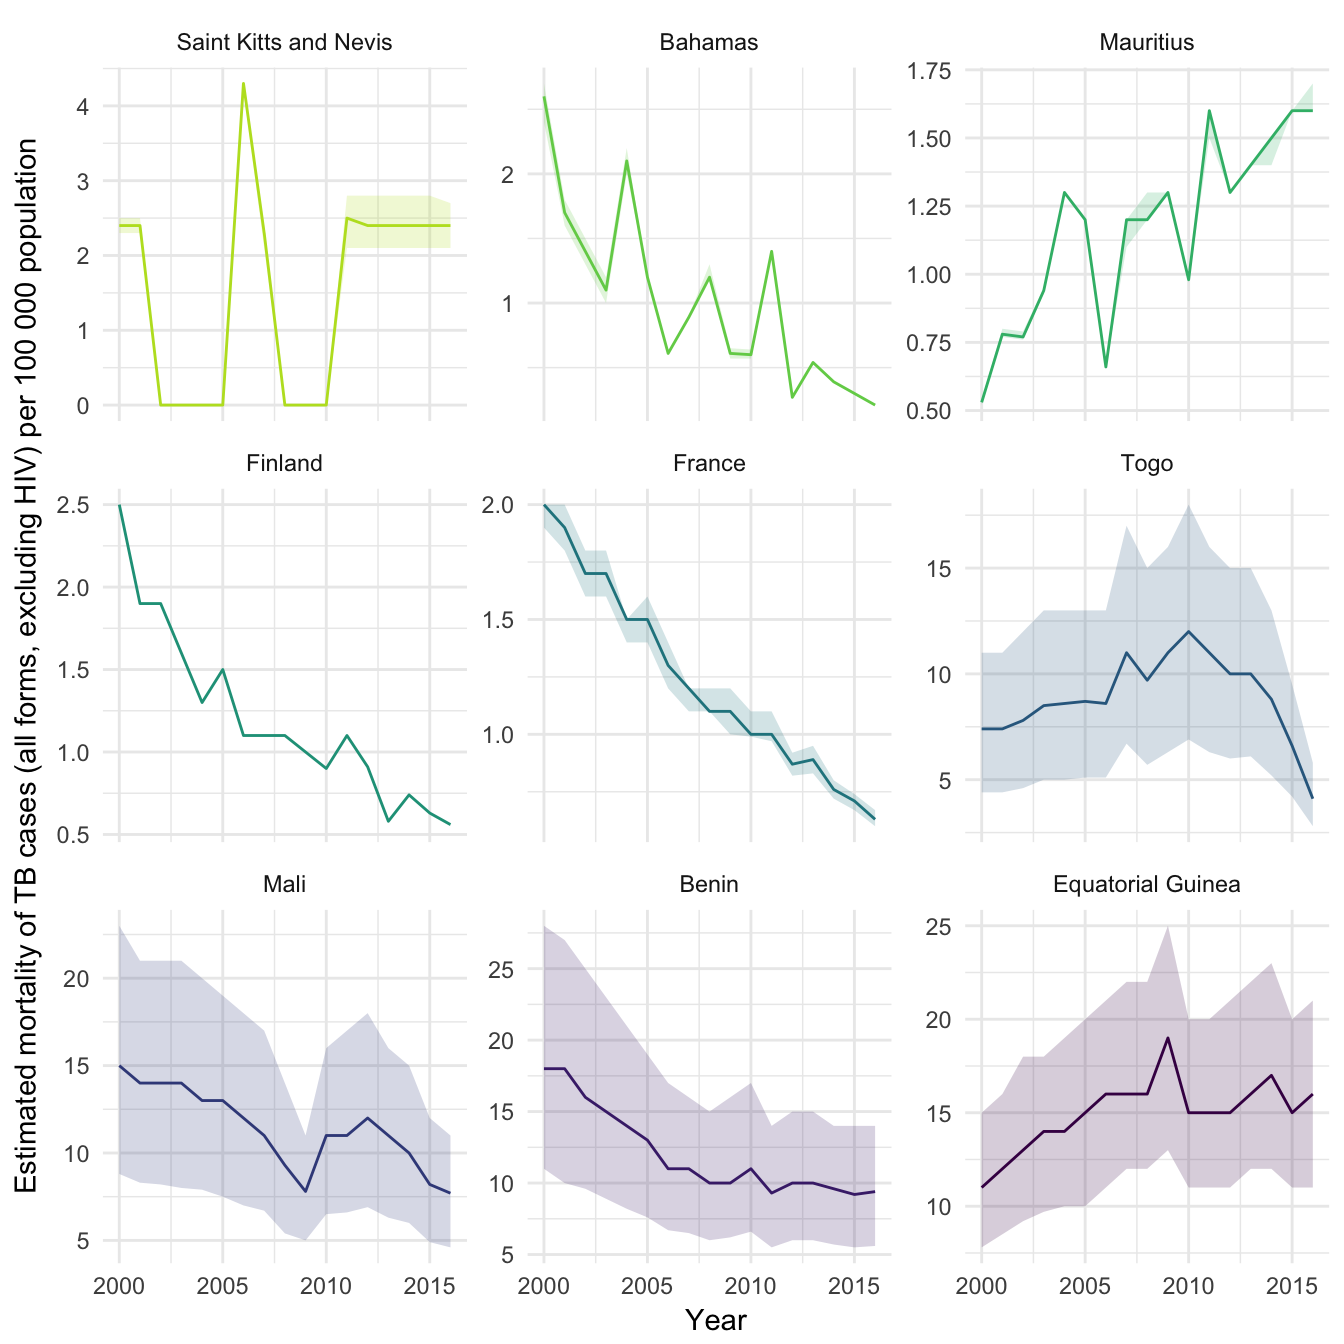 Saint Kitts and Nevis
Bahamas
Mauritius
4
3
2
1
0
2
1
1.75
1.50
1.25
1.00
0.75
0.50
Finland
France
Togo
2.5
2.0
1.5
1.0
0.5
2.0
1.5
1.0
15
10
5
Mali
Benin
Equatorial Guinea
20
15
10
5
25
20
15
10
5
25
20
15
10
2000 2005 2010 2015
2000 2005 2010 2015
2000 2005 2010 2015
Year
Estimated mortality of TB cases (all forms, excluding HIV) per 100 000 population